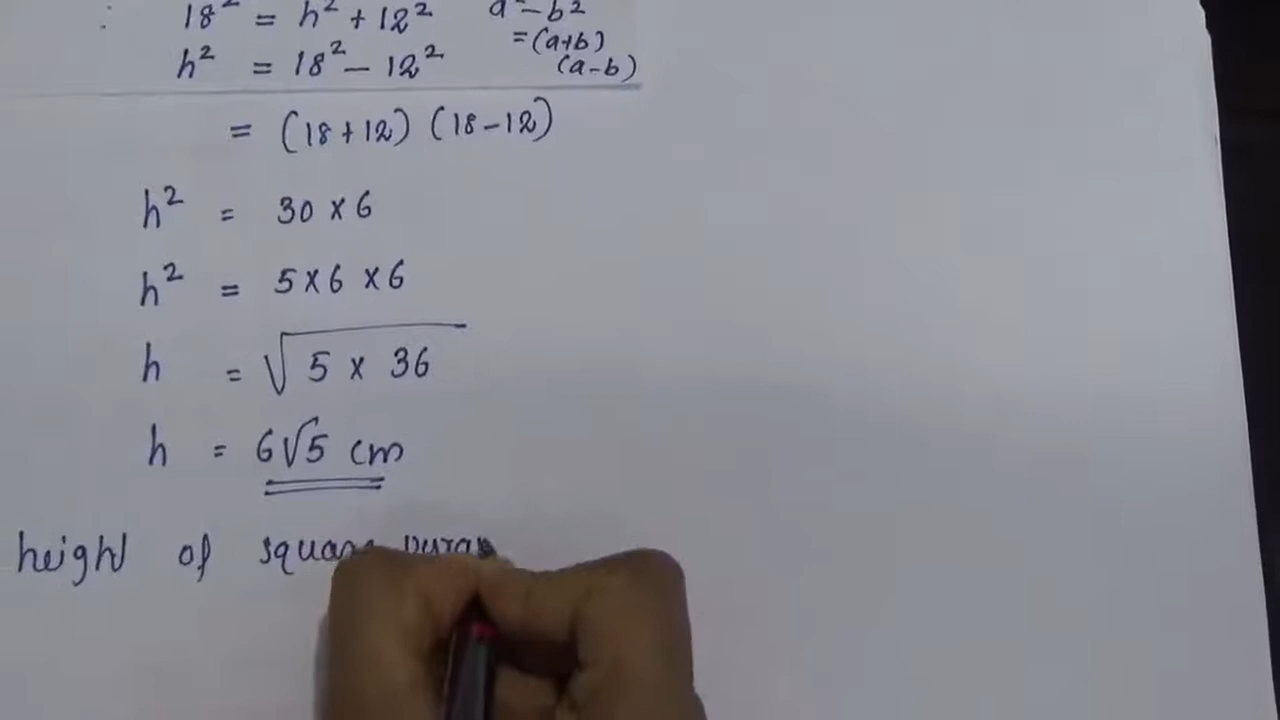 ∴ 18² = h² + 12² a² - b²
h² = 18² - 12² = (a+b)
(a-b)
= (18+12) (18-12)
h² = 30 × 6
h² = 5×6 ×6
h = √5 × 36
h = 6√5 cm
height of square